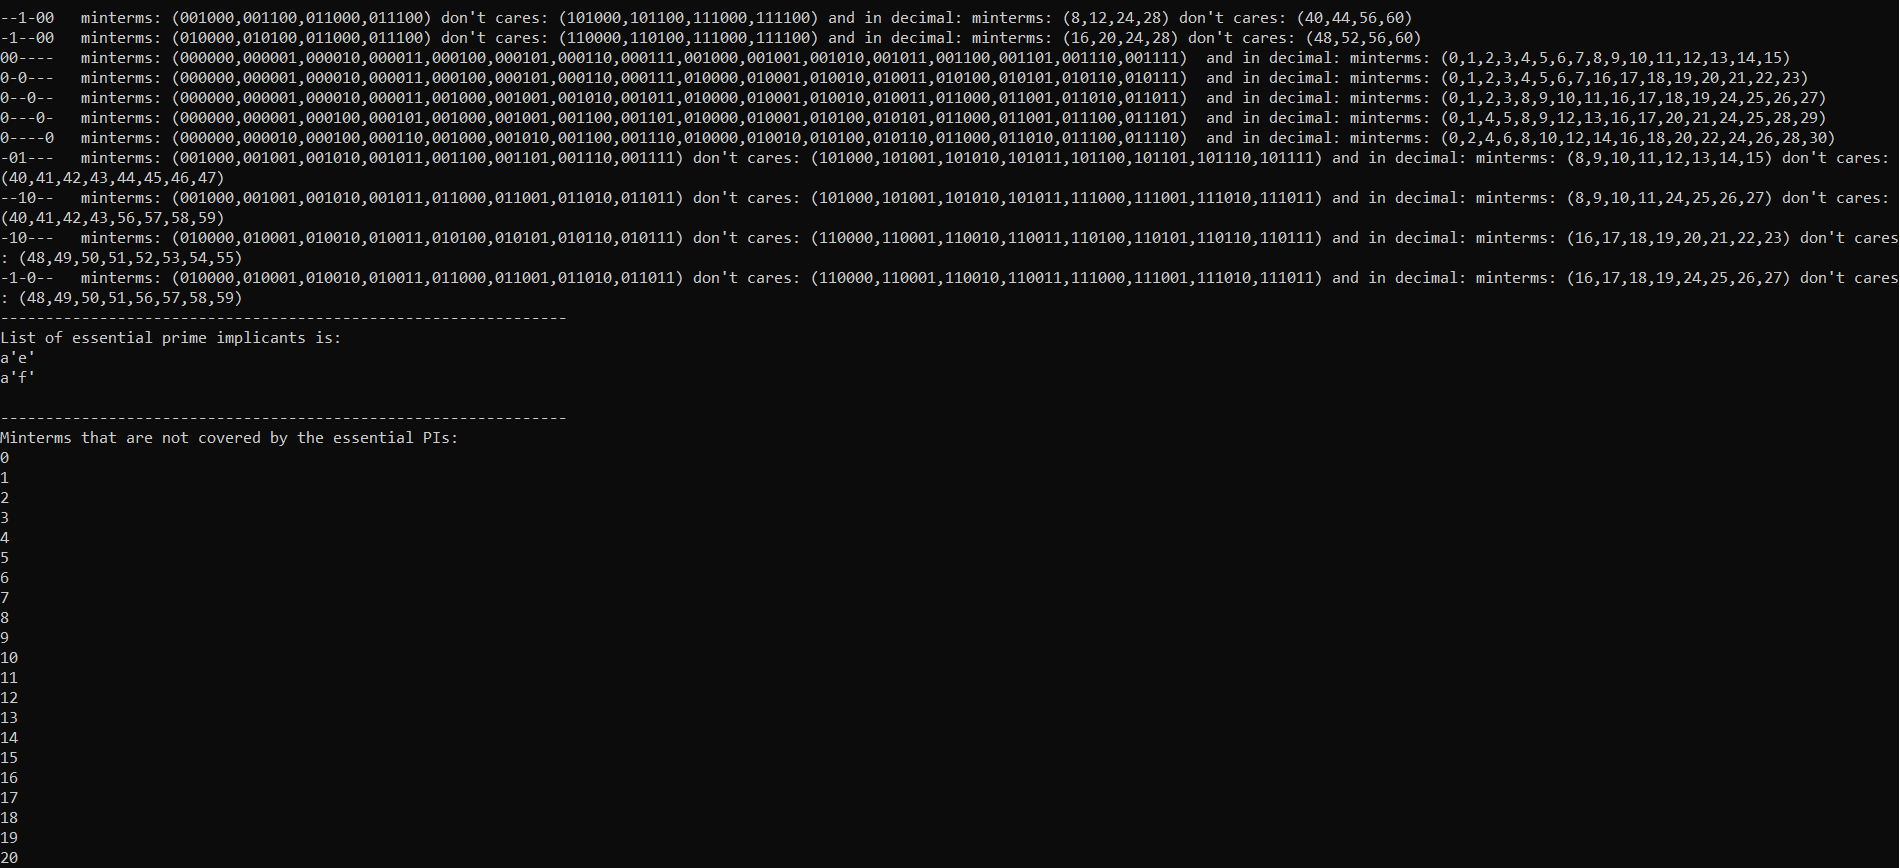 --1-00   minterms: (001000,001100,011000,011100) don't cares: (101000,101100,111000,111100) and in decimal: minterms: (8,12,24,28) don't cares: (40,44,56,60)
-1--00   minterms: (010000,010100,011000,011100) don't cares: (110000,110100,111000,111100) and in decimal: minterms: (16,20,24,28) don't cares: (48,52,56,60)
00----   minterms: (000000,000001,000010,000011,000100,000101,000110,000111,001000,001001,001010,001011,001100,001101,001110,001111)  and in decimal: minterms: (0,1,2,3,4,5,6,7,8,9,10,11,12,13,14,15)
0-0---   minterms: (000000,000001,000010,000011,000100,000101,000110,000111,010000,010001,010010,010011,010100,010101,010110,010111)  and in decimal: minterms: (0,1,2,3,4,5,6,7,16,17,18,19,20,21,22,23)
0--0--   minterms: (000000,000001,000010,000011,001000,001001,001010,001011,010000,010001,010010,010011,011000,011001,011010,011011)  and in decimal: minterms: (0,1,2,3,8,9,10,11,16,17,18,19,24,25,26,27)
0---0-   minterms: (000000,000001,000100,000101,001000,001001,001100,001101,010000,010001,010100,010101,011000,011001,011100,011101)  and in decimal: minterms: (0,1,4,5,8,9,12,13,16,17,20,21,24,25,28,29)
0----0   minterms: (000000,000010,000100,000110,001000,001010,001100,001110,010000,010010,010100,010110,011000,011010,011100,011110)  and in decimal: minterms: (0,2,4,6,8,10,12,14,16,18,20,22,24,26,28,30)
-01---   minterms: (001000,001001,001010,001011,001100,001101,001110,001111) don't cares: (101000,101001,101010,101011,101100,101101,101110,101111) and in decimal: minterms: (8,9,10,11,12,13,14,15) don't cares:
(40,41,42,43,44,45,46,47)
--10--   minterms: (001000,001001,001010,001011,011000,011001,011010,011011) don't cares: (101000,101001,101010,101011,111000,111001,111010,111011) and in decimal: minterms: (8,9,10,11,24,25,26,27) don't cares:
(40,41,42,43,56,57,58,59)
-10---   minterms: (010000,010001,010010,010011,010100,010101,010110,010111) don't cares: (110000,110001,110010,110011,110100,110101,110110,110111) and in decimal: minterms: (16,17,18,19,20,21,22,23) don't cares
: (48,49,50,51,52,53,54,55)
-1-0--   minterms: (010000,010001,010010,010011,011000,011001,011010,011011) don't cares: (110000,110001,110010,110011,111000,111001,111010,111011) and in decimal: minterms: (16,17,18,19,24,25,26,27) don't cares
: (48,49,50,51,56,57,58,59)
---------------------------------------------------------------
List of essential prime implicants is:
a'e'
a'f'
---------------------------------------------------------------
Minterms that are not covered by the essential PIs:
0
1
2
3
4
5
6
7
8
9
10
11
12
13
14
15
16
17
18
19
20